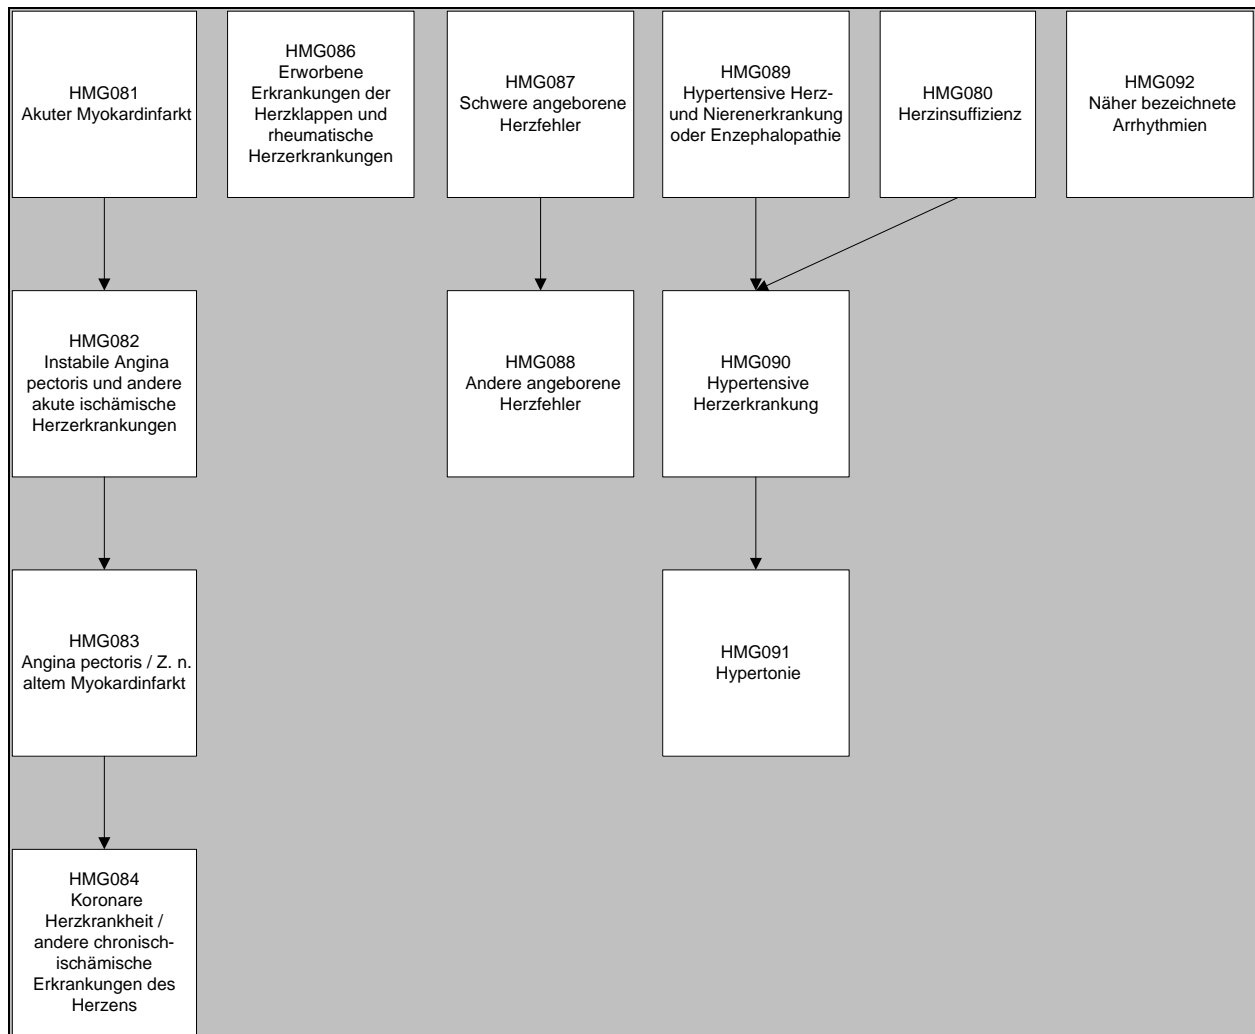 HMG081
Akuter Myokardinfarkt
HMG086
Erworbene
Erkrankungen der
Herzklappen und
rheumatische
Herzerkrankungen
HMG087
Schwere angeborene
Herzfehler
HMG089
Hypertensive Herz-
und Nierenerkrankung
oder Enzephalopathie
HMG080
Herzinsuffizienz
HMG092
Näher bezeichnete
Arrhythmien
HMG082
Instabile Angina
pectoris und andere
akute ischämische
Herzerkrankungen
HMG088
Andere angeborene
Herzfehler
HMG090
Hypertensive
Herzerkrankung
HMG083
Angina pectoris / Z. n.
altem Myokardinfarkt
HMG091
Hypertonie
HMG084
Koronare
Herzkrankheit /
andere chronisch-
ischämische
Erkrankungen des
Herzens